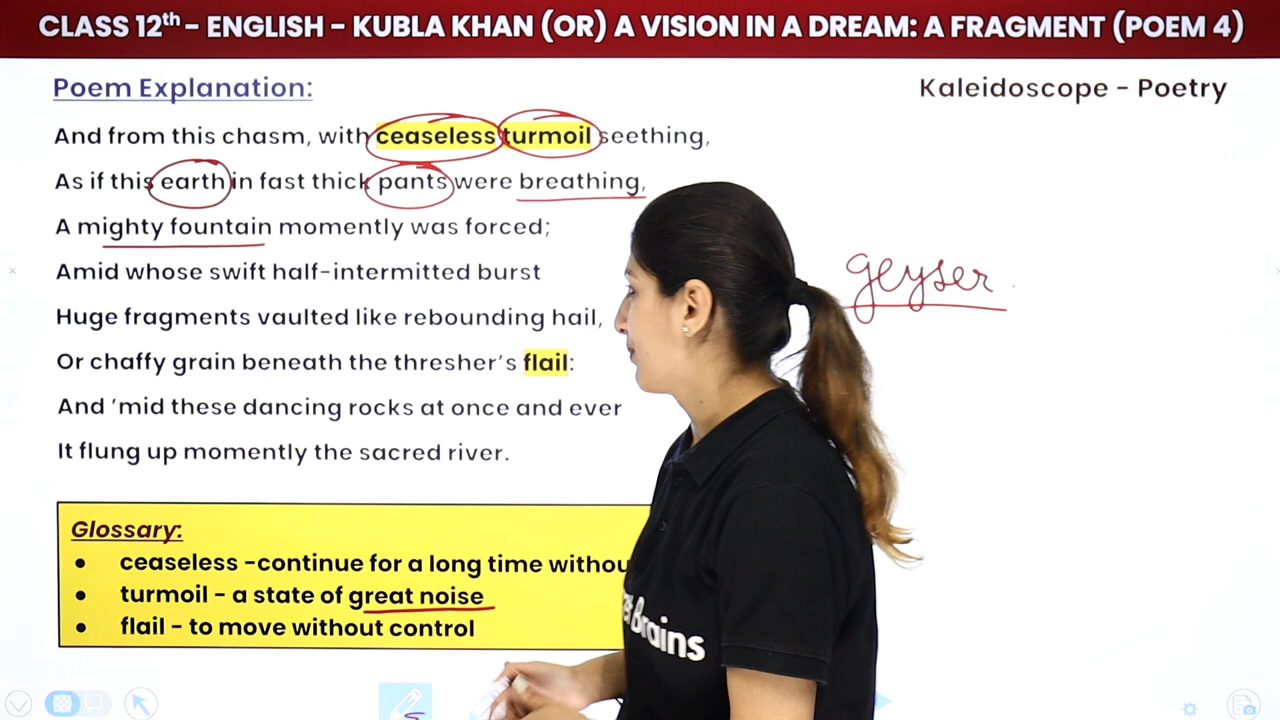 CLASS 12th – ENGLISH – KUBLA KHAN (OR) A VISION IN A DREAM: A FRAGMENT (POEM 4)
Poem Explanation:
Kaleidoscope - Poetry
And from this chasm, with ceaseless turmoil seething,
As if this earth in fast thick pants were breathing,
A mighty fountain momently was forced;
Amid whose swift half-intermitted burst
Huge fragments vaulted like rebounding hail,
Or chaffy grain beneath the thresher's flail:
And 'mid these dancing rocks at once and ever
It flung up momently the sacred river.
geyser
Glossary:
● ceaseless -continue for a long time
● turmoil - a state of great noise
● flail - to move without control
Brains